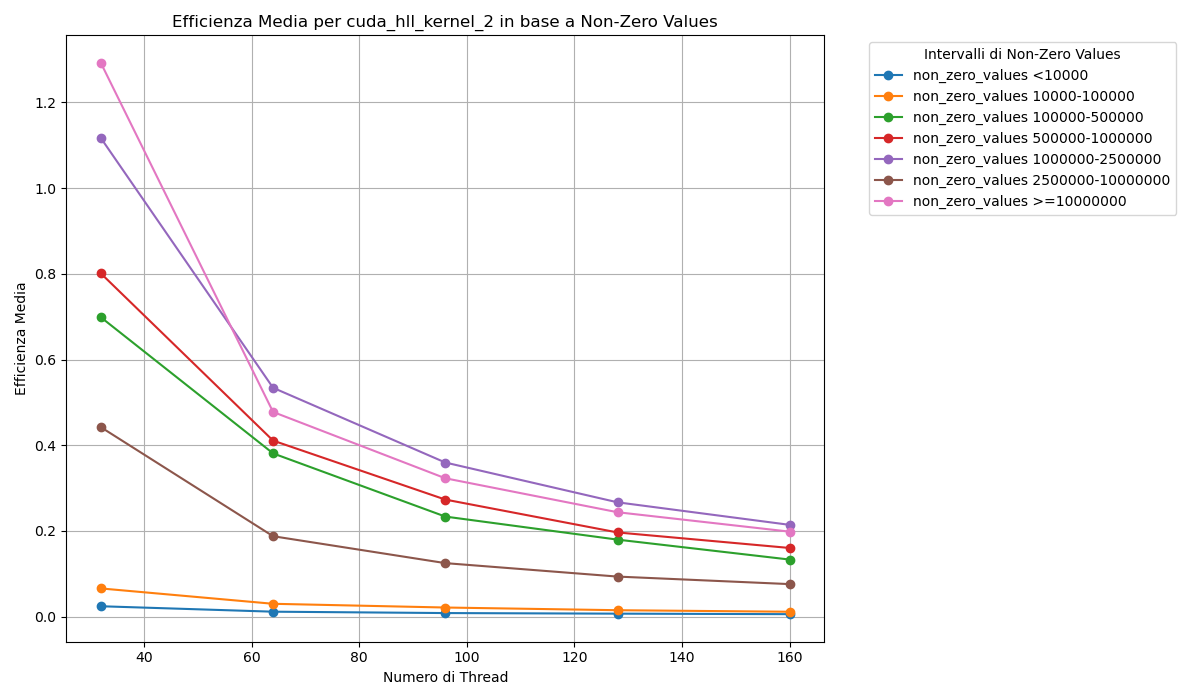 Efficienza Media per cuda_hll_kernel_2 in base a Non-Zero Values
Efficienza Media
1.2
1.0
0.8
0.6
0.4
0.2
0.0
40 60 80 100 120 140 160
Numero di Thread
Intervalli di Non-Zero Values
non_zero_values <10000
non_zero_values 10000-100000
non_zero_values 100000-500000
non_zero_values 500000-1000000
non_zero_values 1000000-2500000
non_zero_values 2500000-10000000
non_zero_values >=10000000